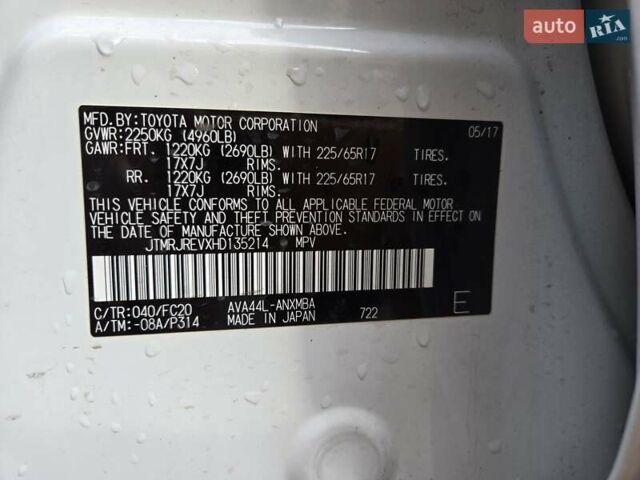 auto RIA.com
MFD. BY: TOYOTA MOTOR CORPORATION 05/17
GVWR: 2250KG (4960LB)
GAWR: FRT. 1220KG (2690LB) WITH 225/65R17 TIRES.
17X7J RIMS.
RR. 1220KG (2690LB) WITH 225/65R17 TIRES.
17X7J RIMS.
THIS VEHICLE CONFORMS TO ALL APPLICABLE FEDERAL MOTOR
VEHICLE SAFETY AND THEFT PREVENTION STANDARDS IN EFFECT
ON THE DATE OF MANUFACTURE SHOWN ABOVE.
JTMRJREVXHD135214 MPV
C/TR: 040/FC20 AVA44L-ANXMBA E
A/TM: -08A/P314 MADE IN JAPAN 722